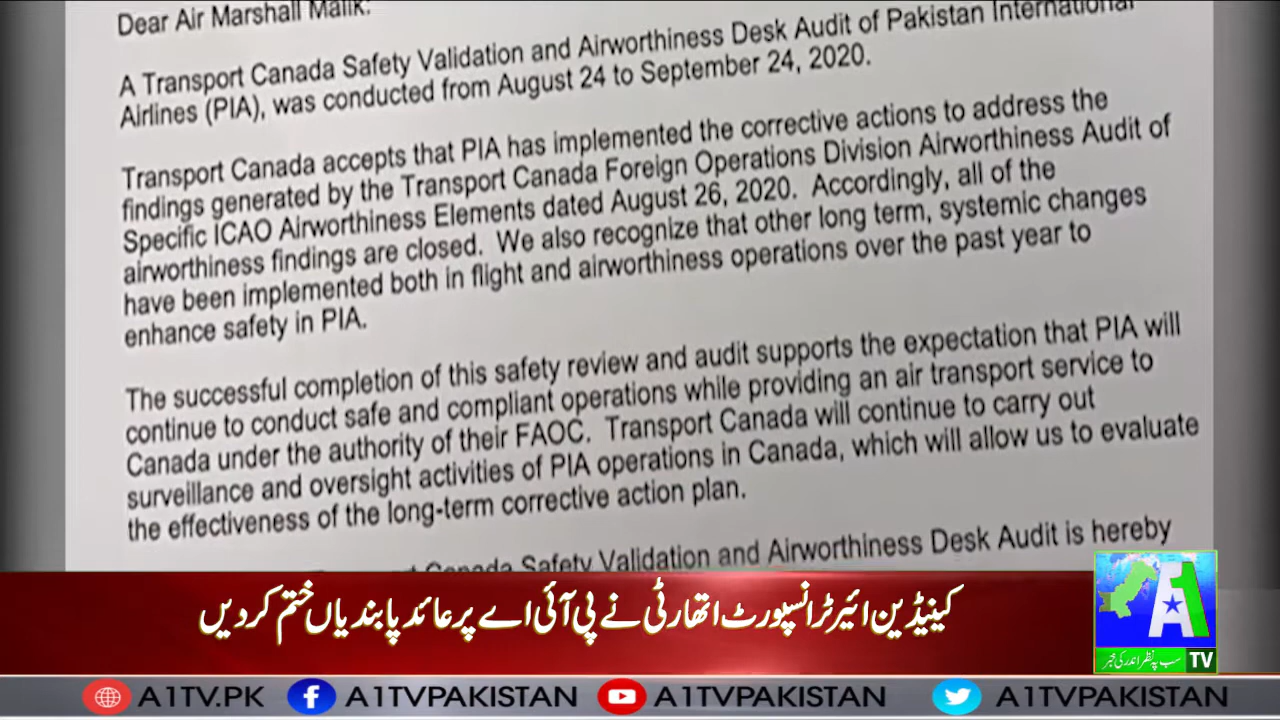 Dear Air Marshall Malik:
A Transport Canada Safety Validation and Airworthiness Desk Audit of Pakistan International
Airlines (PIA), was conducted from August 24 to September 24, 2020.
Transport Canada accepts that PIA has implemented the corrective actions to address the
findings generated by the Transport Canada Foreign Operations Division Airworthiness Audit of
Specific ICAO Airworthiness Elements dated August 26, 2020. Accordingly, all of the
airworthiness findings are closed. We also recognize that other long term, systemic changes
have been implemented both in flight and airworthiness operations over the past year to
enhance safety in PIA.
The successful completion of this safety review and audit supports the expectation that PIA will
continue to conduct safe and compliant operations while providing an air transport service to
Canada under the authority of their FAOC. Transport Canada will continue to carry out
surveillance and oversight activities of PIA operations in Canada, which will allow us to evaluate
the effectiveness of the long-term corrective action plan.
Canada Safety Validation and Airworthiness Desk Audit is hereby
کینیڈین ائیر ٹرانسپورٹ اتھارٹی نے پی آئی اے پر عائد پابندیاں ختم کر دیں
A1
سب پہ نظر اندر کی خبر TV
A1TV.PK A1TVPAKISTAN A1TVPAKISTAN A1TVPAKISTAN